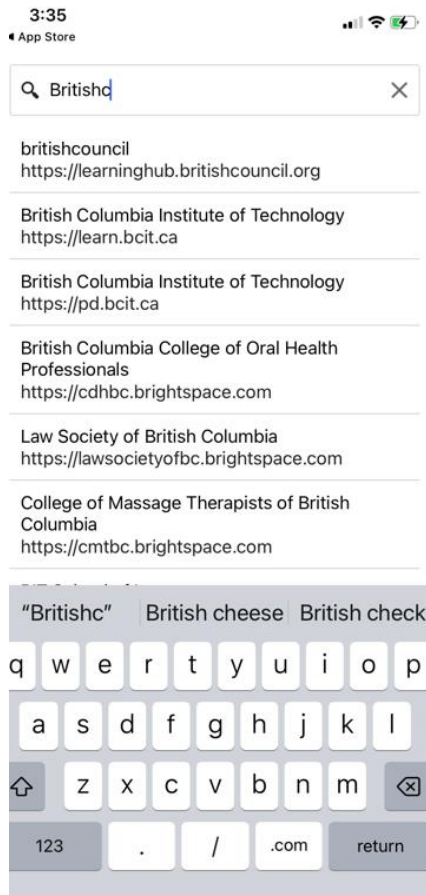 3:35
App Store
Britishc
britishcouncil
https://learninghub.britishcouncil.org
British Columbia Institute of Technology
https://learn.bcit.ca
British Columbia Institute of Technology
https://pd.bcit.ca
British Columbia College of Oral Health
Professionals
https://cdhbc.brightspace.com
Law Society of British Columbia
https://lawsocietyofbc.brightspace.com
College of Massage Therapists of British
Columbia
https://cmtbc.brightspace.com
“Britishc” British cheese British check
q w e r t y u i o p
a s d f g h j k l
z x c v b n m
123 . / .com return